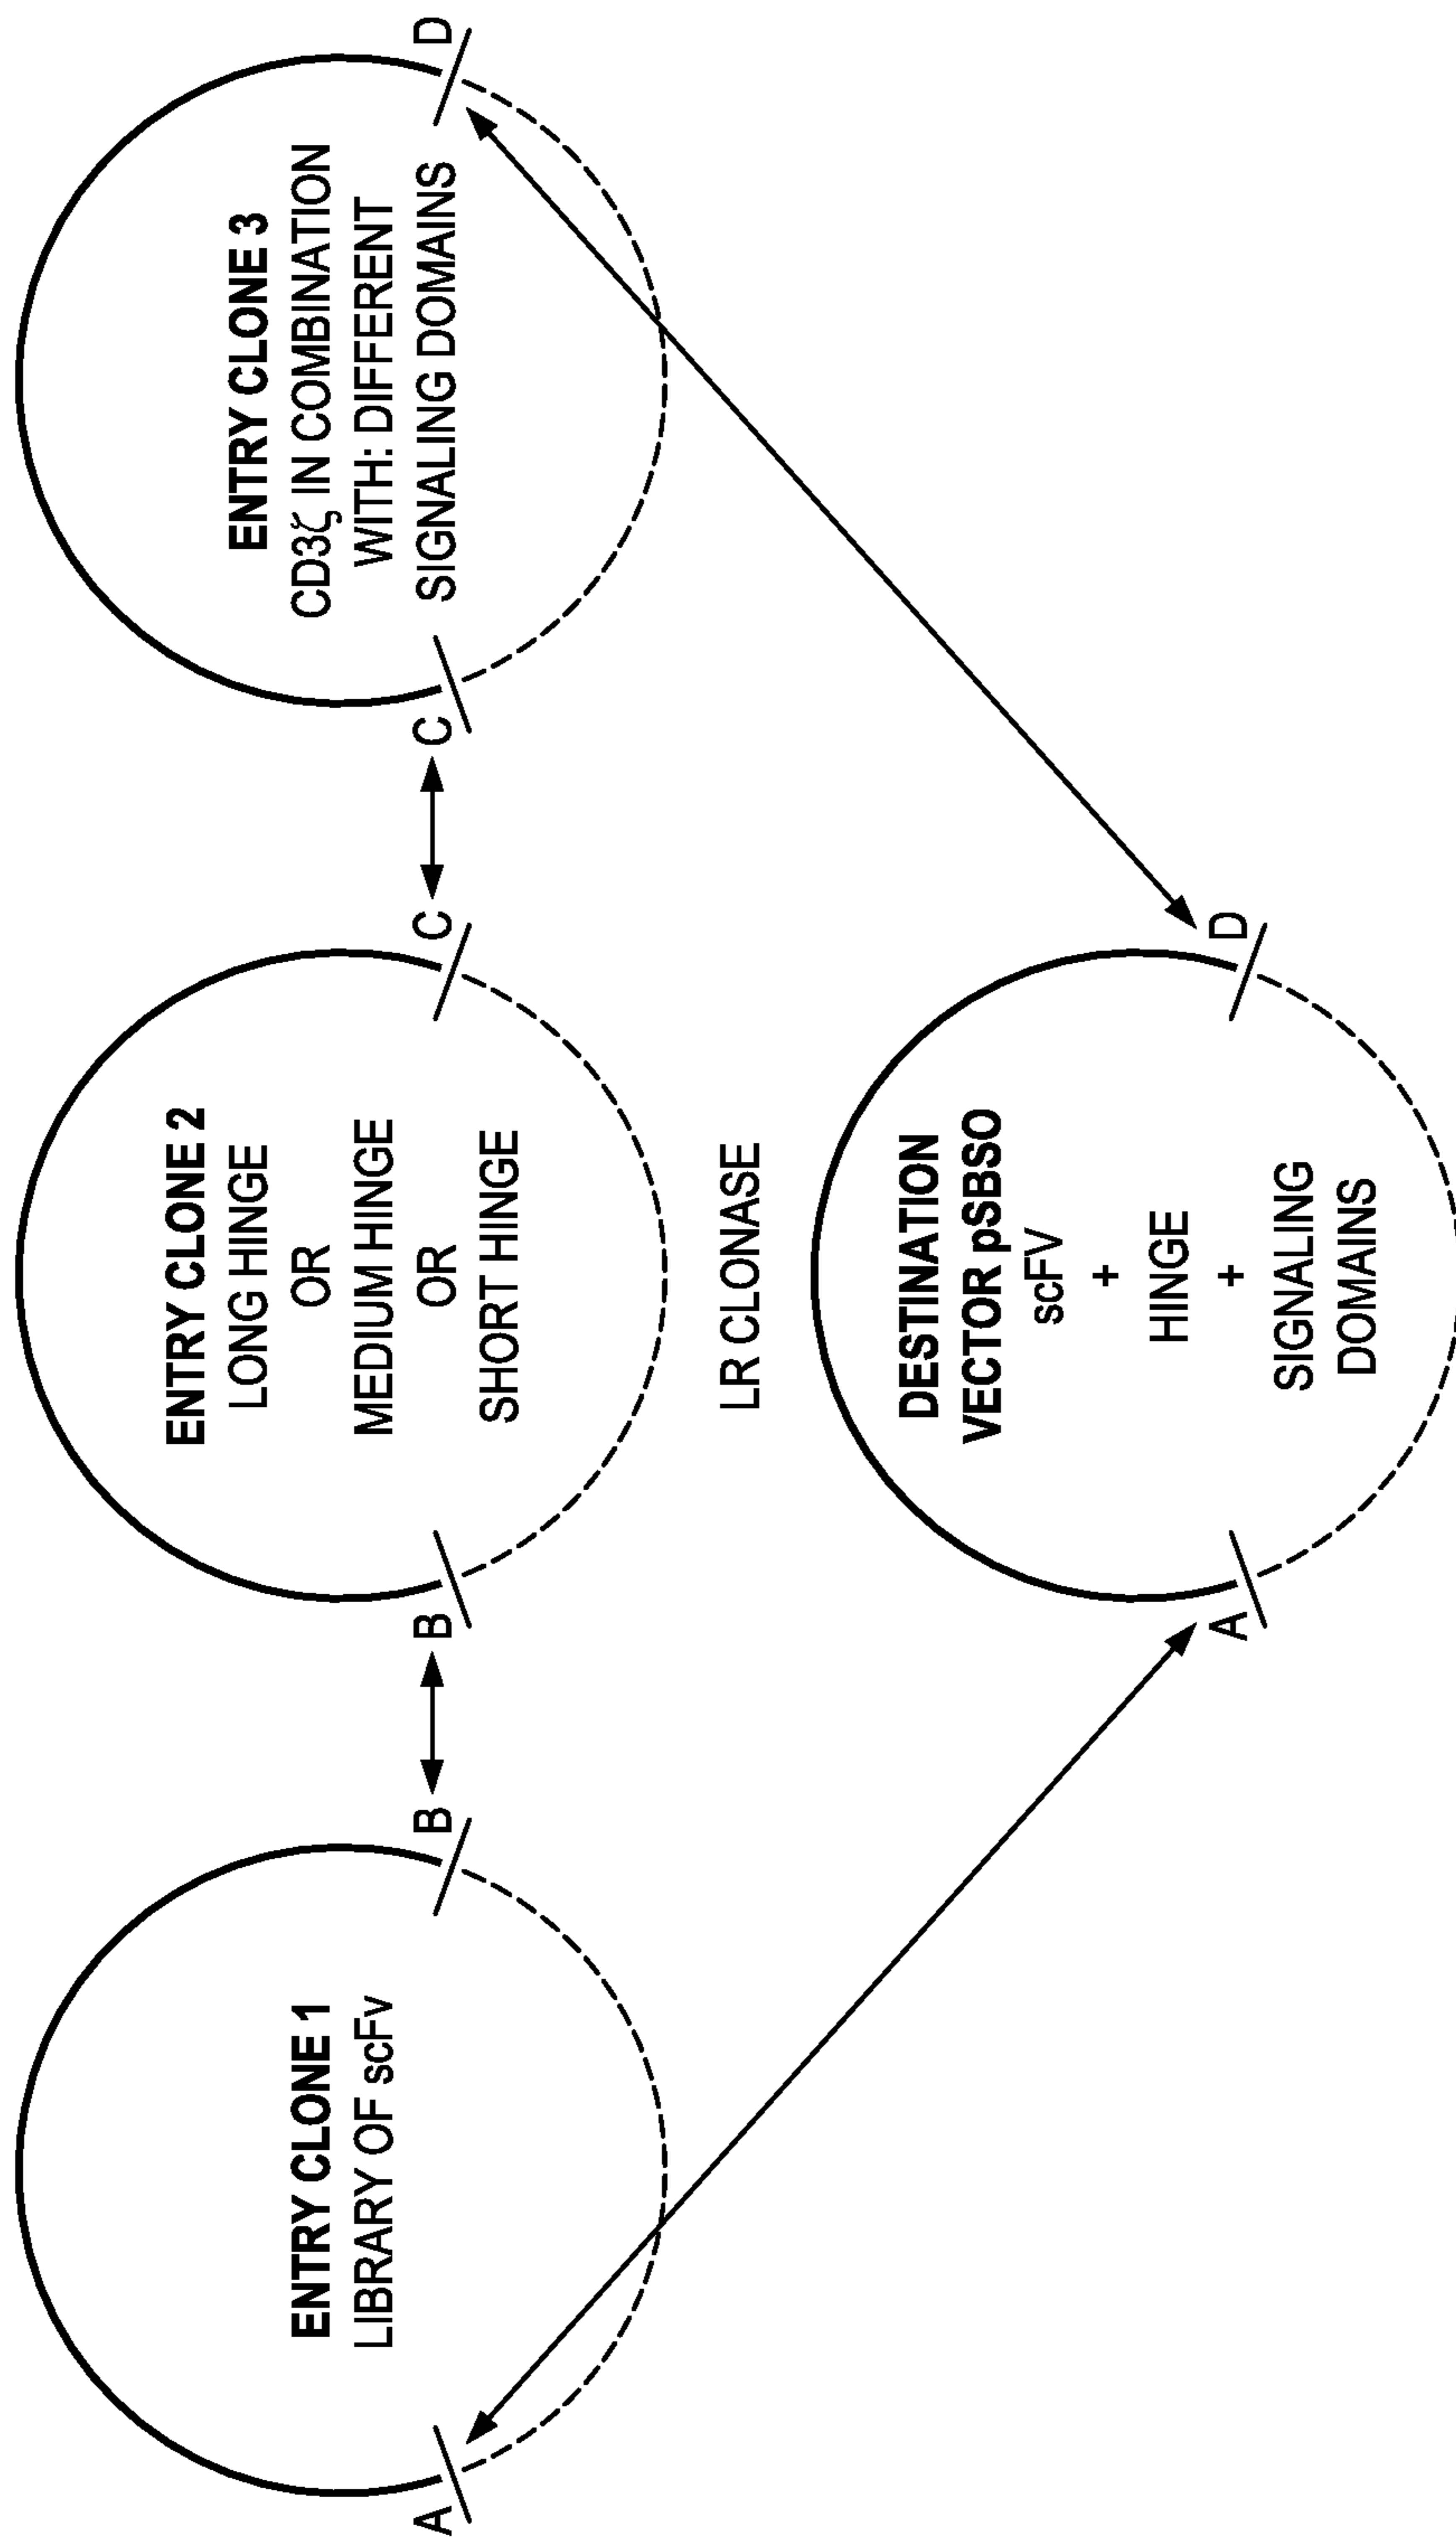 ENTRY CLONE 1
LIBRARY OF scFv
A
B
ENTRY CLONE 2
LONG HINGE
OR
MEDIUM HINGE
OR
SHORT HINGE
B
C
ENTRY CLONE 3
CD3ζ IN COMBINATION
WITH: DIFFERENT
SIGNALING DOMAINS
C
D
LR CLONASE
DESTINATION
VECTOR pSBSO
scFV
+
HINGE
+
SIGNALING
DOMAINS
A
D